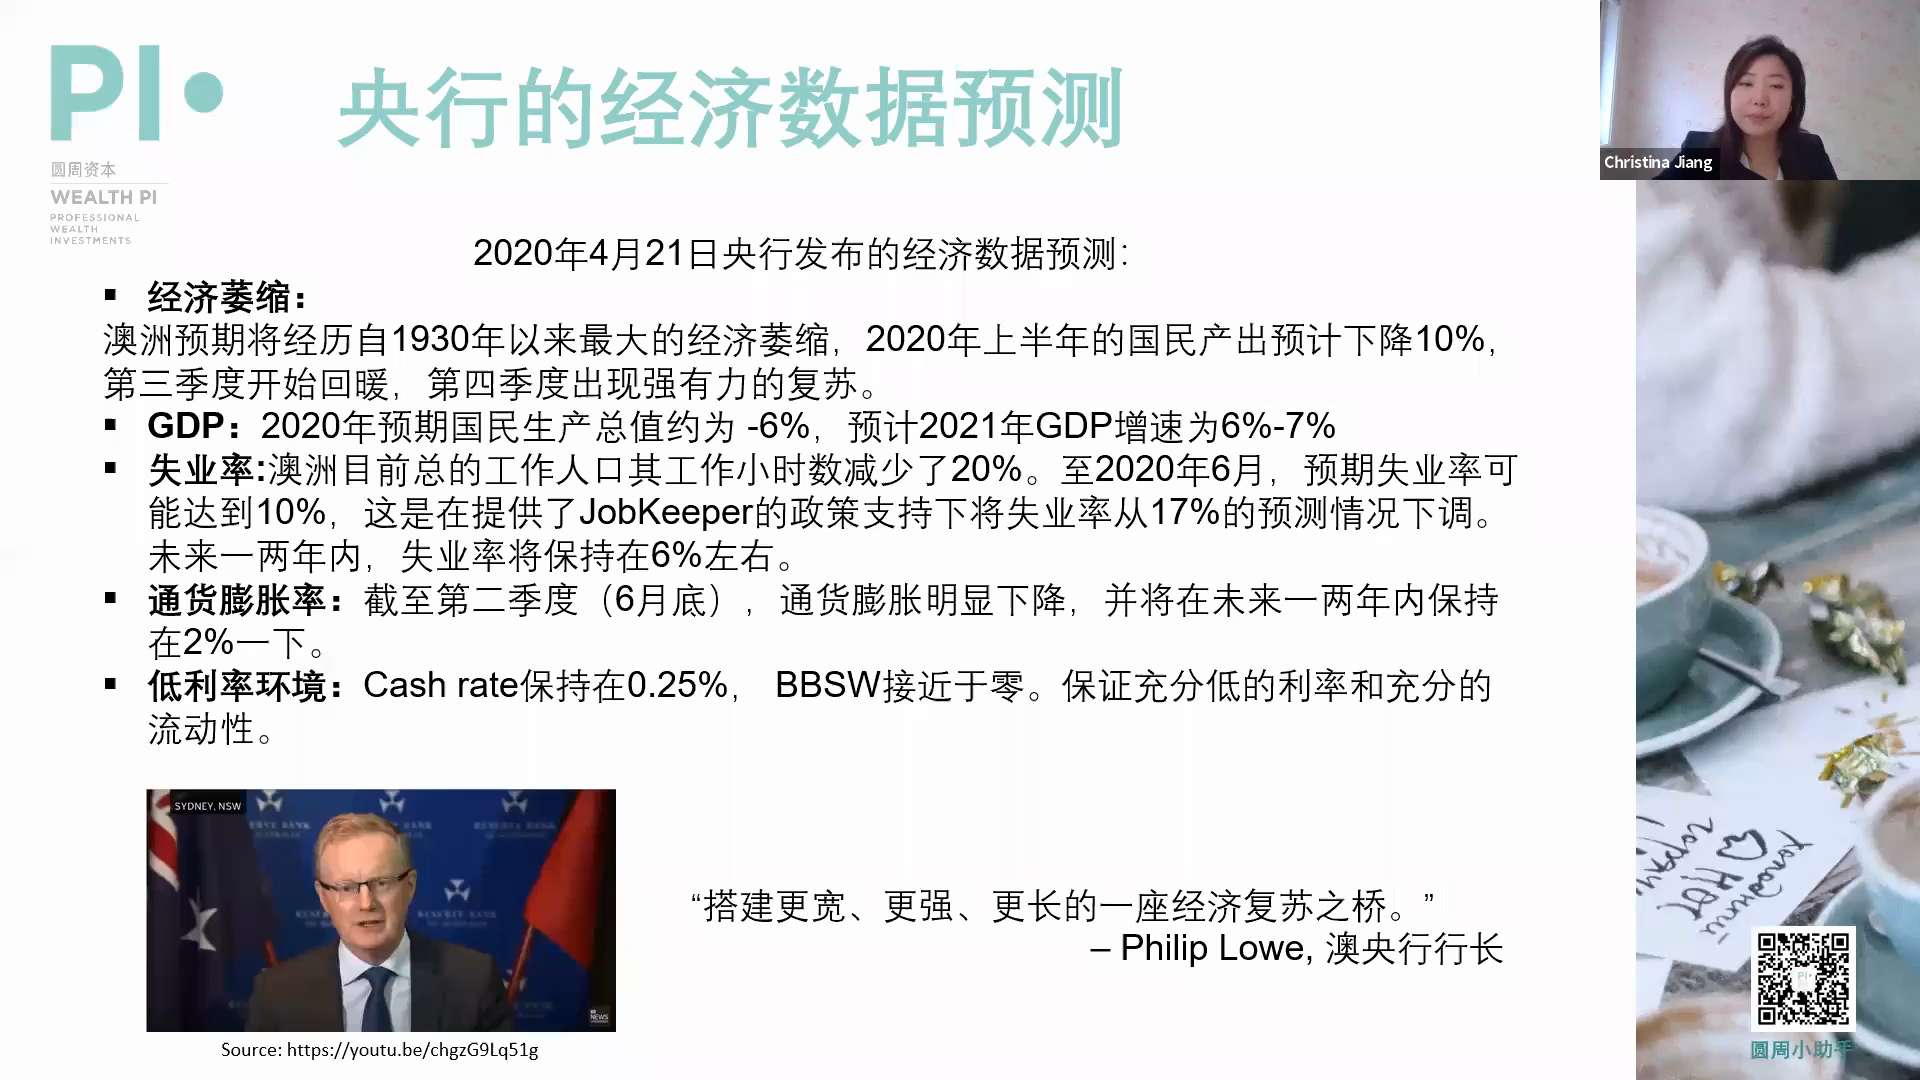 PI
央行的经济数据预测
Christina Jiang
圆周资本
WEALTH PI
PROFESSIONAL
WEALTH
INVESTMENTS
2020年4月21日央行发布的经济数据预测：
▪ 经济萎缩：
澳洲预期将经历自1930年以来最大的经济萎缩，2020年上半年的国民产出预计下降10%，
第三季度开始回暖，第四季度出现强有力的复苏。
▪ GDP：2020年预期国民生产总值约为 -6%，预计2021年GDP增速为6%-7%
▪ 失业率:澳洲目前总的工作人口其工作小时数减少了20%。至2020年6月，预期失业率可
能达到10%，这是在提供了JobKeeper的政策支持下将失业率从17%的预测情况下调。
未来一两年内，失业率将保持在6%左右。
▪ 通货膨胀率：截至第二季度（6月底），通货膨胀明显下降，并将在未来一两年内保持
在2%一下。
▪ 低利率环境：Cash rate保持在0.25%， BBSW接近于零。保证充分低的利率和充分的
流动性。
SYDNEY, NSW
“搭建更宽、更强、更长的一座经济复苏之桥。”
– Philip Lowe, 澳央行行长
NEWS
Source: https://youtu.be/chgzG9Lq51g
圆周小助手